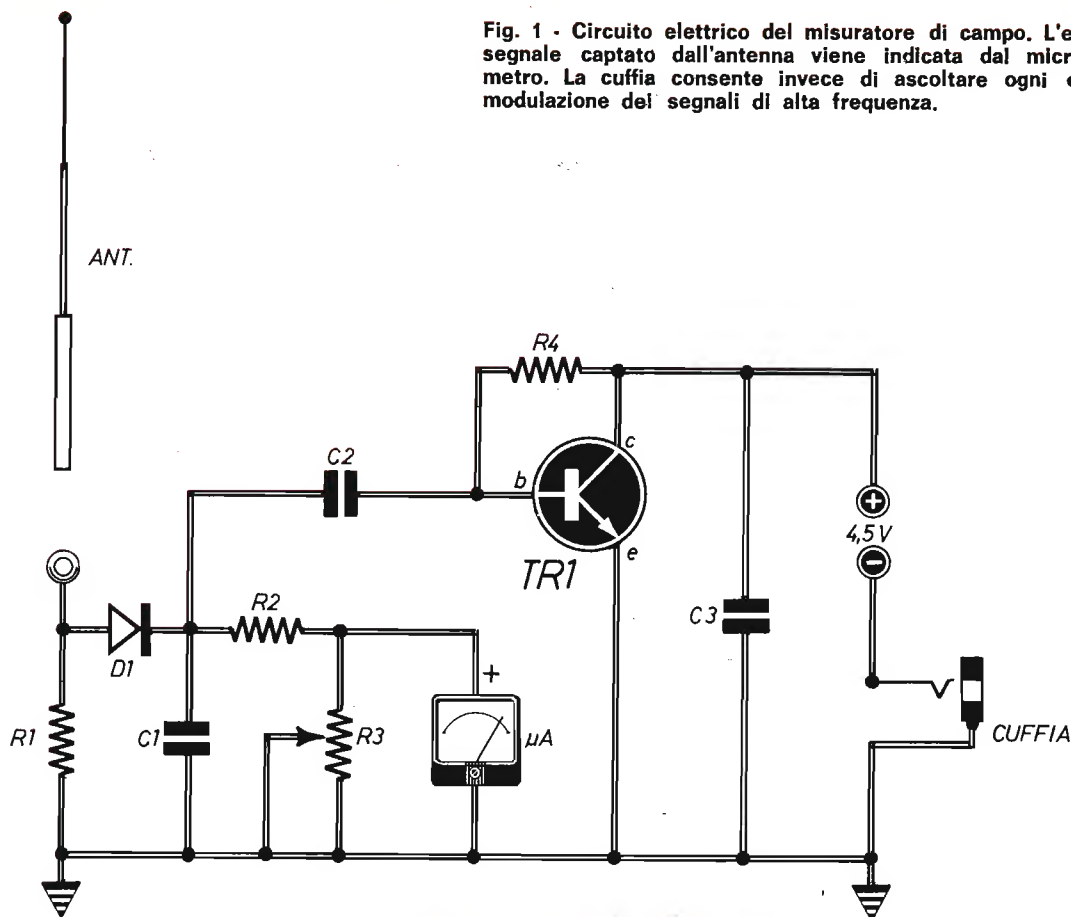 Fig. 1 - Circuito elettrico del misuratore di campo. L'e
segnale captato dall'antenna viene indicata dal micr
metro. La cuffia consente invece di ascoltare ogni e
modulazione dei segnali di alta frequenza.
ANT.
R4
C2
c
b
e
TR1
+
4,5 V
−
R2
C3
D1
+
R1
C1
R3
µA
CUFFIA